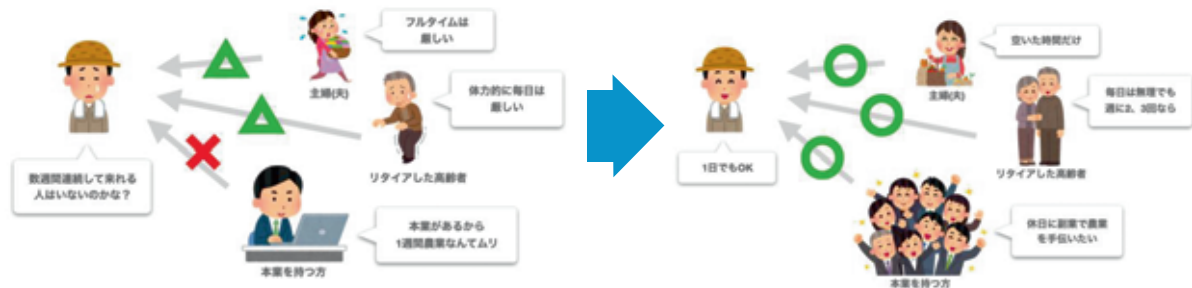 フルタイムは
厳しい
主婦(夫)
体力的に毎日は
厳しい
リタイアした高齢者
数週間連続して来れる
人はいないのかな？
本業があるから
1週間農業なんてムリ
本業を持つ方
空いた時間だけ
主婦(夫)
毎日は無理でも
週に2、3回なら
リタイアした高齢者
1日でもOK
休日に副業で農業
を手伝いたい
本業を持つ方